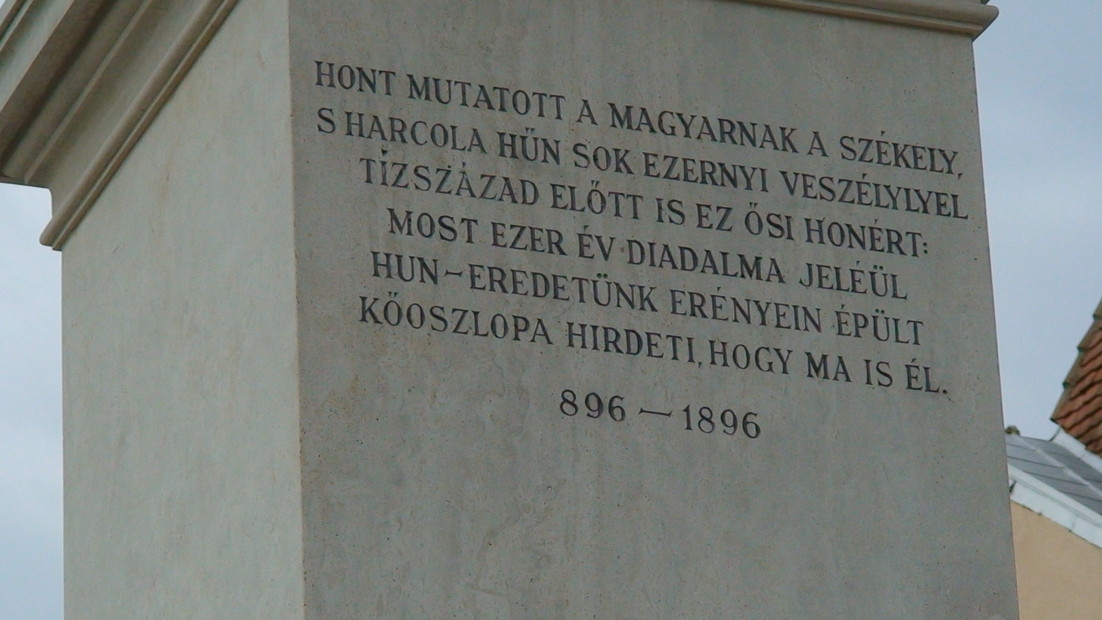 HONT MUTATOTT A MAGYARNAK A SZÉKELY,
S HARCOLA HŰN SOK EZERNYI VESZÉLYLYEL
TÍZSZÁZAD ELŐTT IS EZ ŐSI HONÉRT:
MOST EZER ÉV DIADALMA JELÉÜL
HUN-EREDETÜNK ERÉNYEIN ÉPÜLT
KŐOSZLOPA HIRDETI, HOGY MA IS ÉL.
896 — 1896